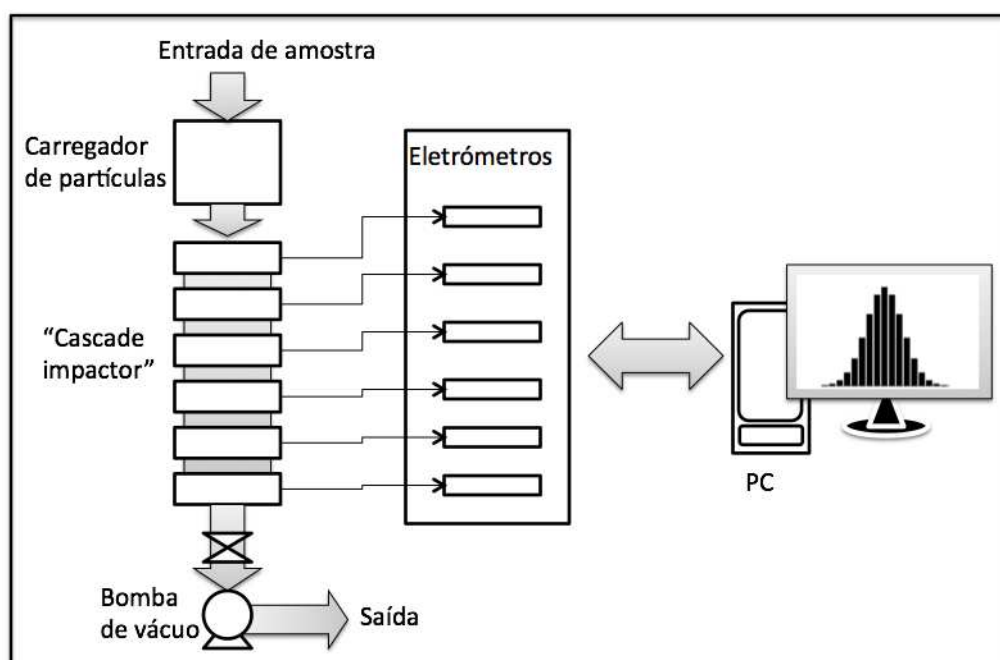 Entrada de amostra
Carregador
de partículas
Eletrómetros
“Cascade
impactor”
PC
Bomba
de vácuo
Saída